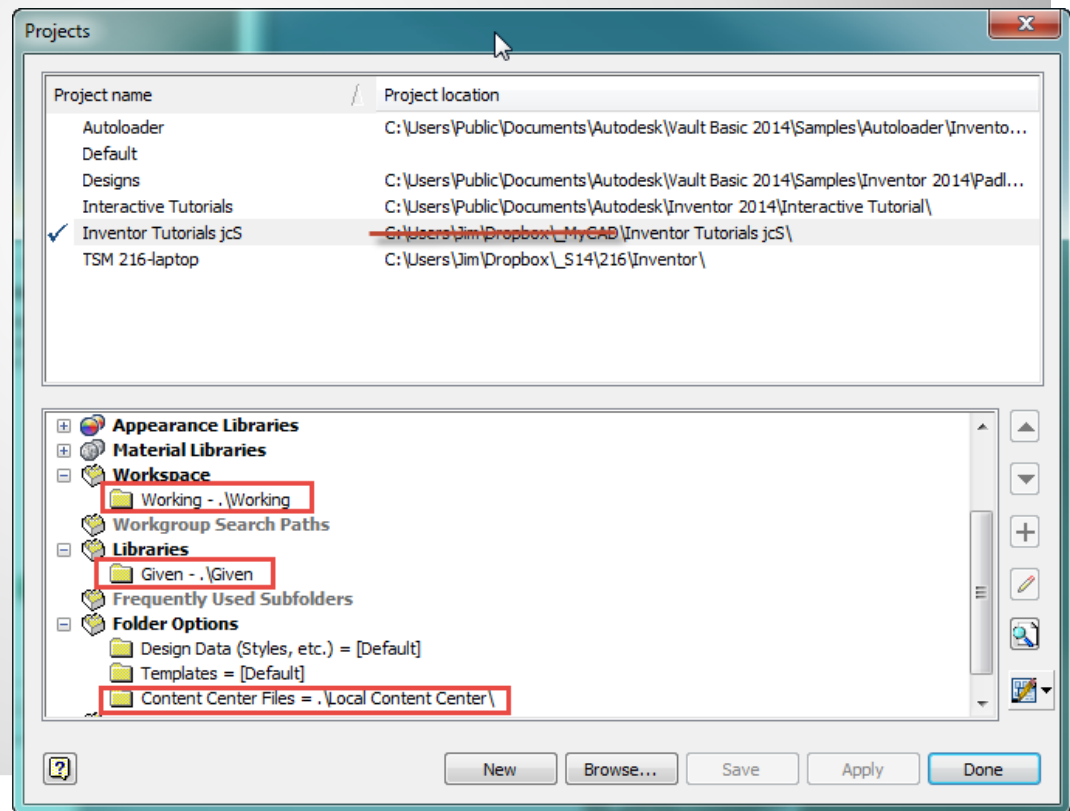 Projects
Project name Project location
Autoloader C:\Users\Public\Documents\Autodesk\Vault Basic 2014\Samples\Autoloader\Invento...
Default
Designs C:\Users\Public\Documents\Autodesk\Vault Basic 2014\Samples\Inventor 2014\Padl...
Interactive Tutorials C:\Users\Public\Documents\Autodesk\Inventor 2014\Interactive Tutorial\
Inventor Tutorials jcS C:\Users\Jim\Dropbox\_MyCAD\Inventor Tutorials jcS\
TSM 216-laptop C:\Users\Jim\Dropbox\_S14\216\Inventor\
Appearance Libraries
Material Libraries
Workspace
Working - .\Working
Workgroup Search Paths
Libraries
Given - .\Given
Frequently Used Subfolders
Folder Options
Design Data (Styles, etc.) = [Default]
Templates = [Default]
Content Center Files = .\Local Content Center\
New Browse... Save Apply Done